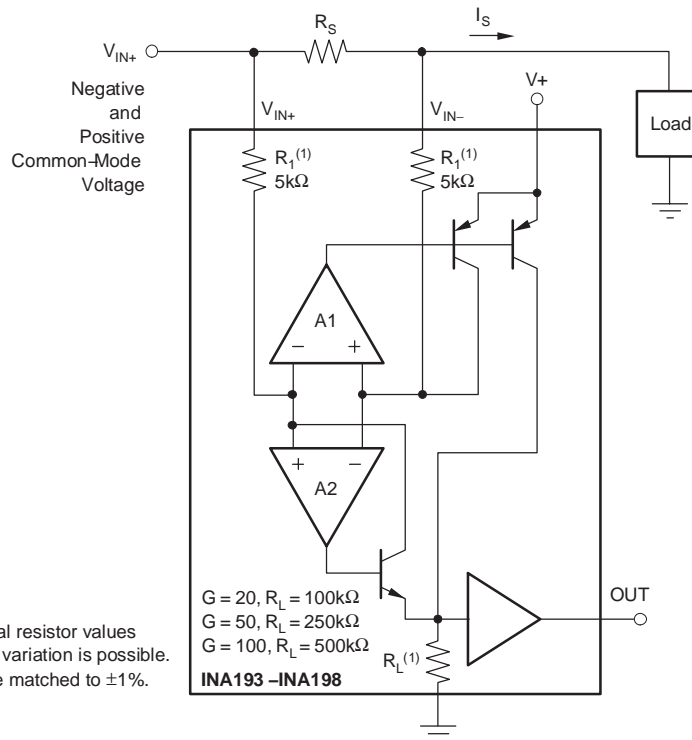 R_S
I_S
V_IN+
V+
Negative
and
Positive
Common–Mode
Voltage
V_IN+
V_IN–
Load
R_1^(1)
5kΩ
R_1^(1)
5kΩ
A1
– +
+ –
A2
G = 20, R_L = 100kΩ
G = 50, R_L = 250kΩ
G = 100, R_L = 500kΩ
INA193 –INA198
R_L^(1)
OUT
al resistor values
variation is possible.
e matched to ±1%.